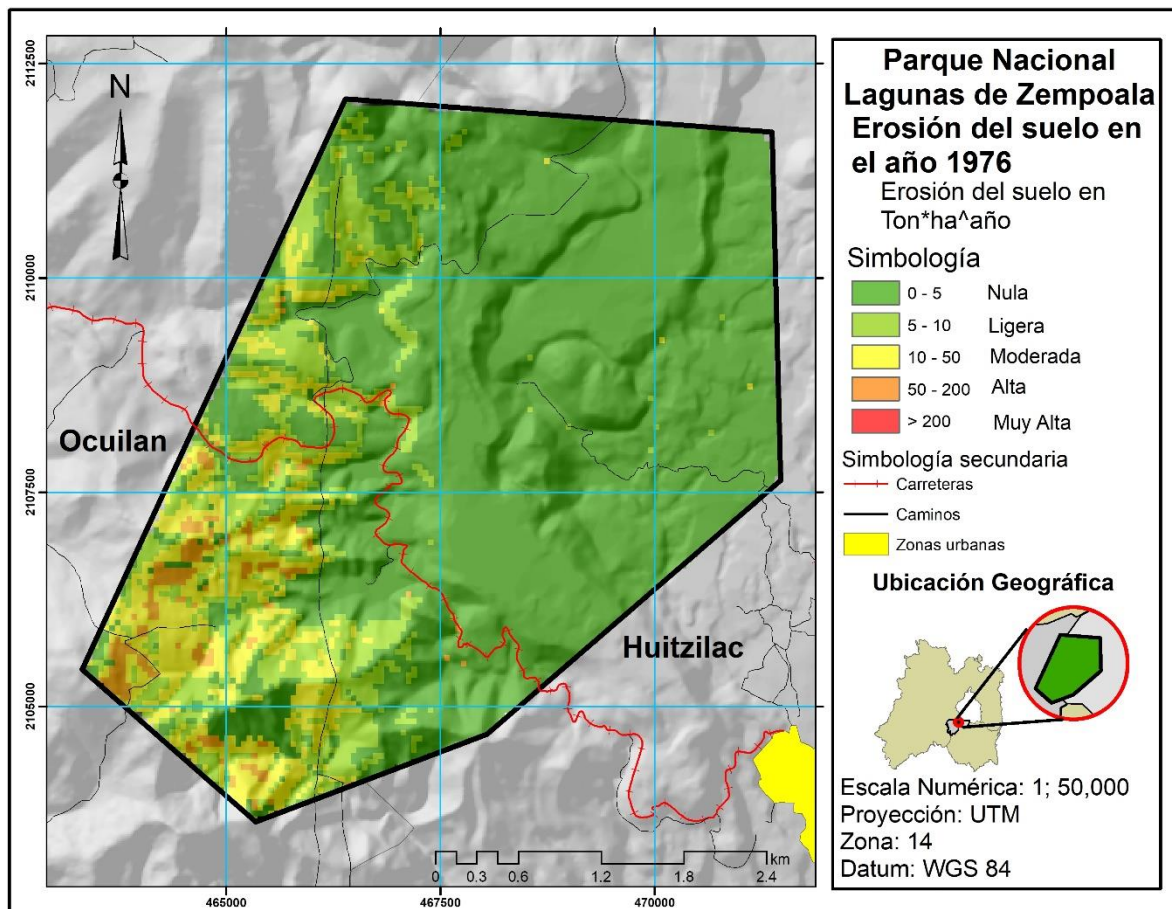 2112500
2110000
2107500
2105000
465000
467500
470000
N
Ocuilan
Huitzilac
km
0 0.3 0.6 1.2 1.8 2.4
Parque Nacional
Lagunas de Zempoala
Erosión del suelo en
el año 1976
Erosión del suelo en
Ton*ha^año
Simbología
0 - 5 Nula
5 - 10 Ligera
10 - 50 Moderada
50 - 200 Alta
> 200 Muy Alta
Simbología secundaria
Carreteras
Caminos
Zonas urbanas
Ubicación Geográfica
Escala Numérica: 1; 50,000
Proyección: UTM
Zona: 14
Datum: WGS 84